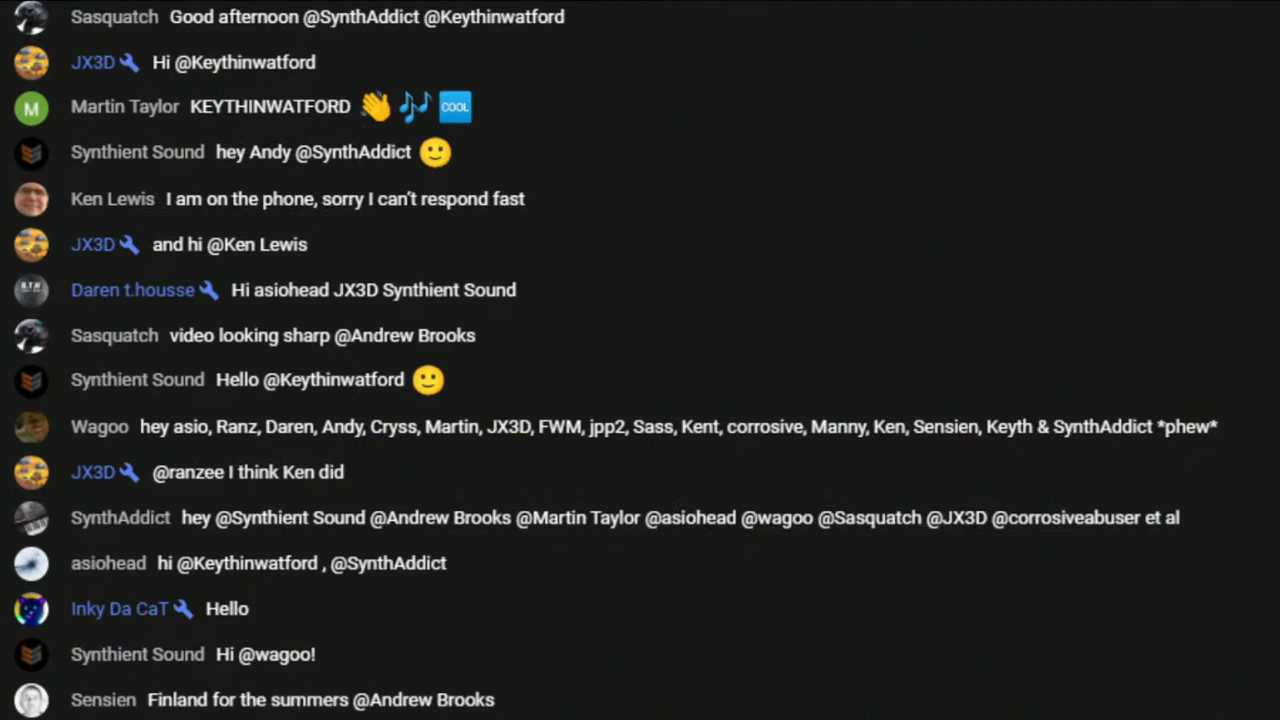 Sasquatch Good afternoon @SynthAddict @Keythinwatford
JX3D Hi @Keythinwatford
M Martin Taylor KEYTHINWATFORD COOL
Synthient Sound hey Andy @SynthAddict
Ken Lewis I am on the phone, sorry I can't respond fast
JX3D and hi @Ken Lewis
Daren t.housse Hi asiohead JX3D Synthient Sound
Sasquatch video looking sharp @Andrew Brooks
Synthient Sound Hello @Keythinwatford
Wagoo hey asio, Ranz, Daren, Andy, Cryss, Martin, JX3D, FWM, jpp2, Sass, Kent, corrosive, Manny, Ken, Sensien, Keyth & SynthAddict *phew*
JX3D @ranzee I think Ken did
SynthAddict hey @Synthient Sound @Andrew Brooks @Martin Taylor @asiohead @wagoo @Sasquatch @JX3D @corrosiveabuser et al
asiohead hi @Keythinwatford , @SynthAddict
Inky Da CaT Hello
Synthient Sound Hi @wagoo!
Sensien Finland for the summers @Andrew Brooks